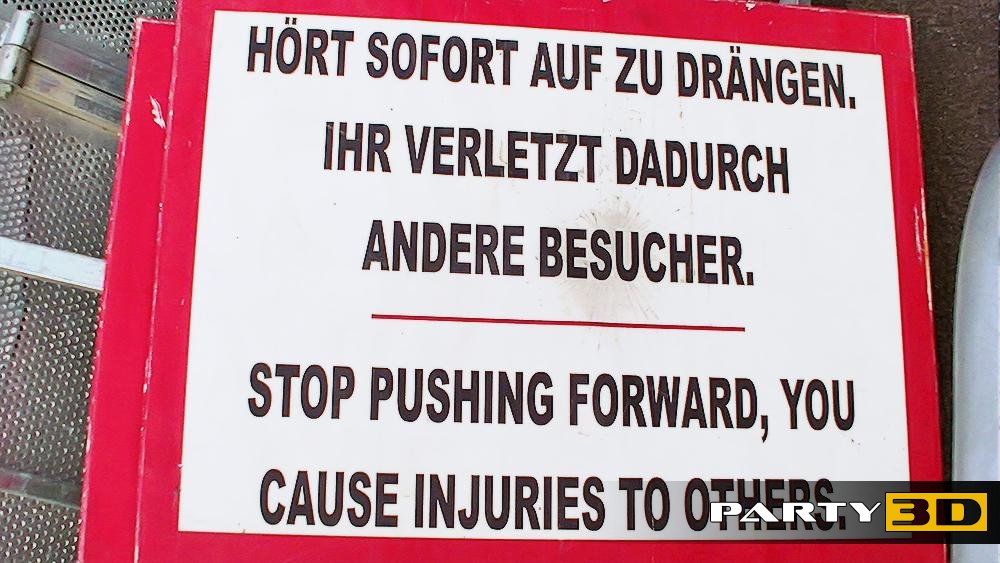 HÖRT SOFORT AUF ZU DRÄNGEN.
IHR VERLETZT DADURCH
ANDERE BESUCHER.
STOP PUSHING FORWARD, YOU
CAUSE INJURIES TO OTHERS.
PARTY 3D